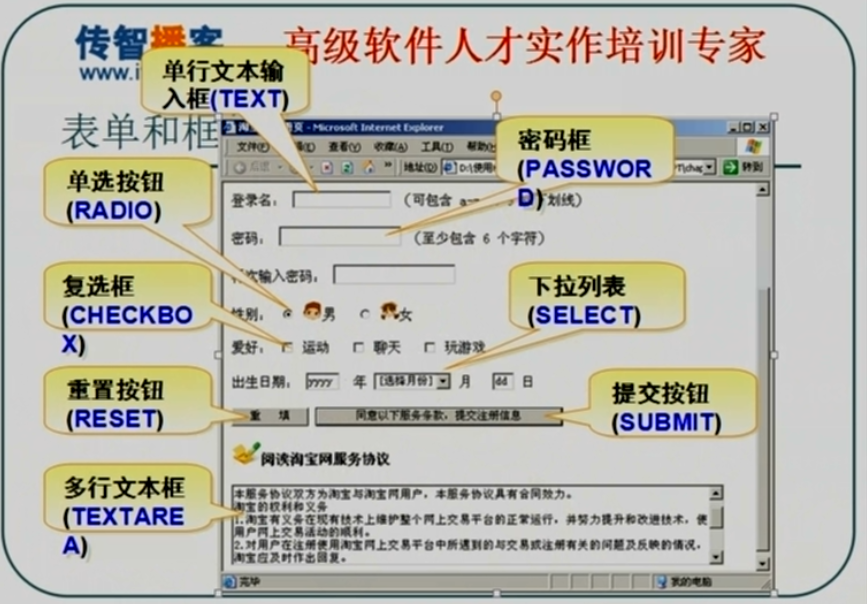 传智播客
高级软件人才实作培训专家
www.i
表单和框
单行文本输
入框(TEXT)
密码框
(PASSWOR
D)
单选按钮
(RADIO)
复选框
(CHECKBO
X)
下拉列表
(SELECT)
重置按钮
(RESET)
提交按钮
(SUBMIT)
多行文本框
(TEXTARE
A)
页 - Microsoft Internet Explorer
文件(F) 查看(V) 收藏(A) 工具(T) 帮助(H
后退 地址(D) D:\使用 PT\chap 转到
登录名: (可包含 a-z 划线)
密码: (至少包含 6 个字符)
次输入密码:
性别: 男 女
爱好: 运动 聊天 玩游戏
出生日期: yyyy 年 [选择月份] 月 dd 日
重 填 同意以下服务条款,提交注册信息
阅读淘宝网服务协议
本服务协议双方为淘宝与淘宝网用户,本服务协议具有合同效力。
淘宝的权利和义务
1.淘宝有义务在现有技术上维护整个网上交易平台的正常运行,并努力提升和改进技术,使
用户网上交易活动的顺利。
2.对用户在注册使用淘宝网上交易平台中所遇到的与交易或注册有关的问题及反映的情况,
淘宝应及时作出回复。
完毕 我的电脑